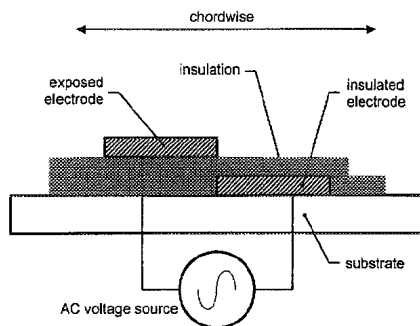 chordwise
exposed
electrode
insulation
insulated
electrode
substrate
AC voltage source